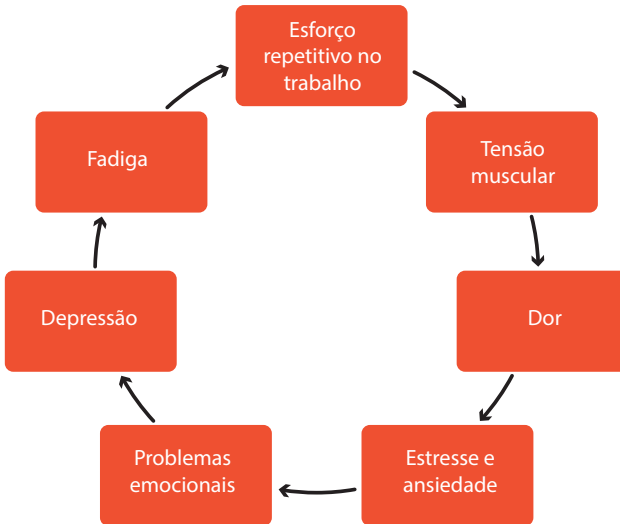 Esforço
repetitivo no
trabalho
Tensão
muscular
Dor
Estresse e
ansiedade
Problemas
emocionais
Depressão
Fadiga